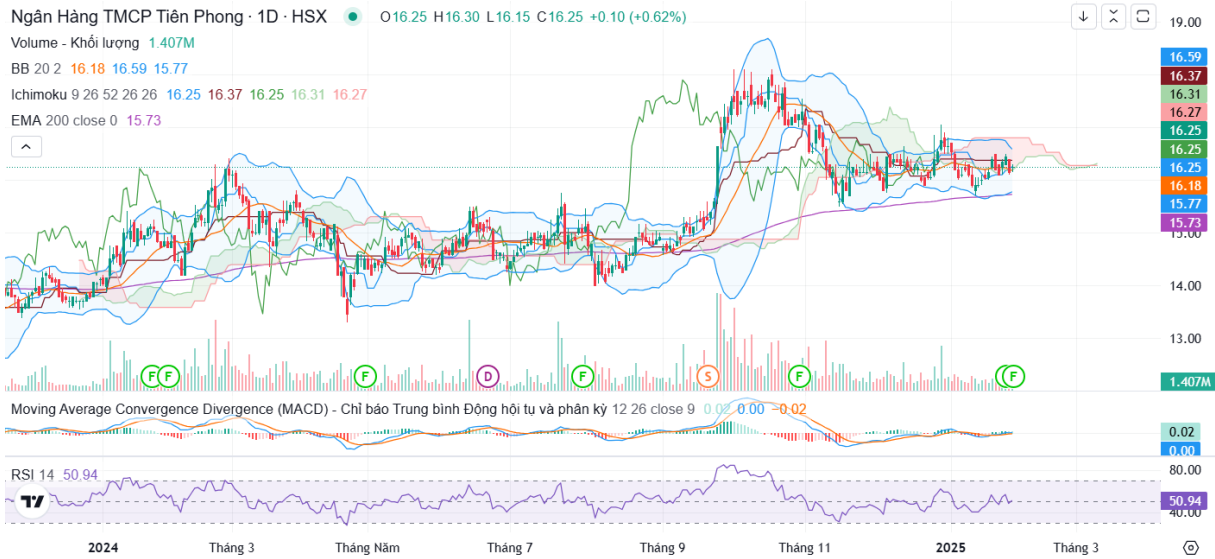 Ngân Hàng TMCP Tiên Phong · 1D · HSX O16.25 H16.30 L16.15 C16.25 +0.10 (+0.62%)
Volume - Khối lượng 1.407M
BB 20 2 16.18 16.59 15.77
Ichimoku 9 26 52 26 26 16.25 16.37 16.25 16.31 16.27
EMA 200 close 0 15.73
19.00
16.59
16.37
16.31
16.27
16.25
16.25
16.25
16.18
15.77
15.73
15.00
14.00
13.00
F F F D F S F F
1.407M
Moving Average Convergence Divergence (MACD) - Chỉ báo Trung bình Động hội tụ và phân kỳ 12 26 close 9 0.02 0.00 −0.02
0.02
0.00
RSI 14 50.94
80.00
50.94
40.00
2024 Tháng 3 Tháng Năm Tháng 7 Tháng 9 Tháng 11 2025 Tháng 3